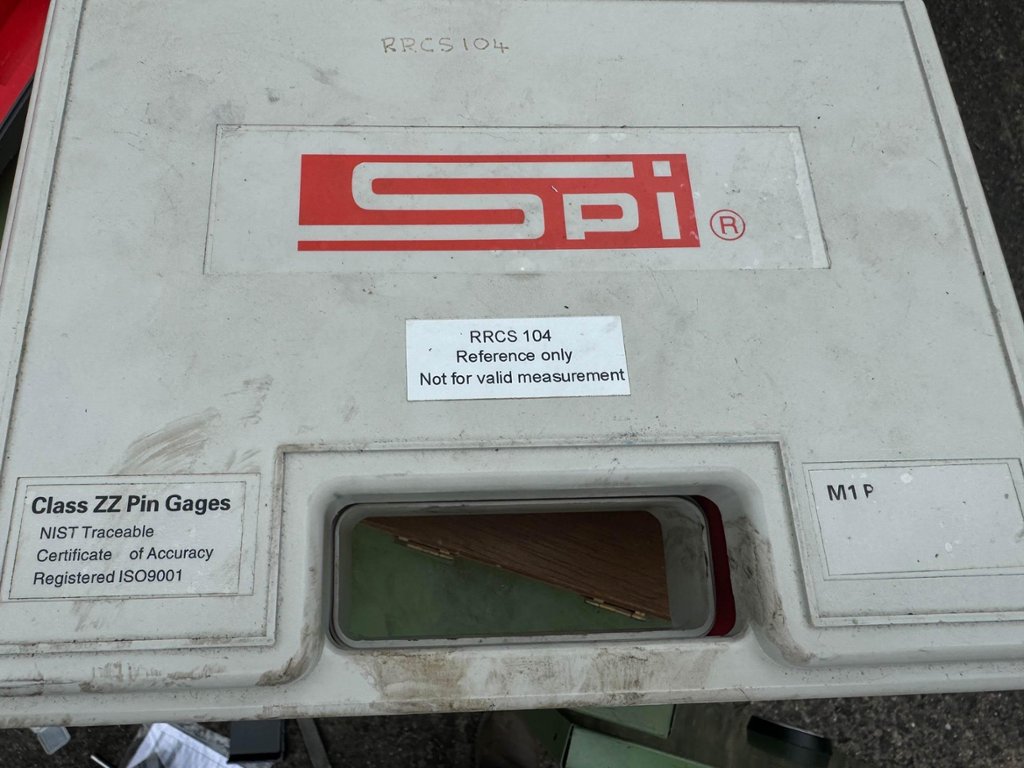 RRCS104
SPi ®
RRCS 104
Reference only
Not for valid measurement
Class ZZ Pin Gages
NIST Traceable
Certificate of Accuracy
Registered ISO9001
M1 P